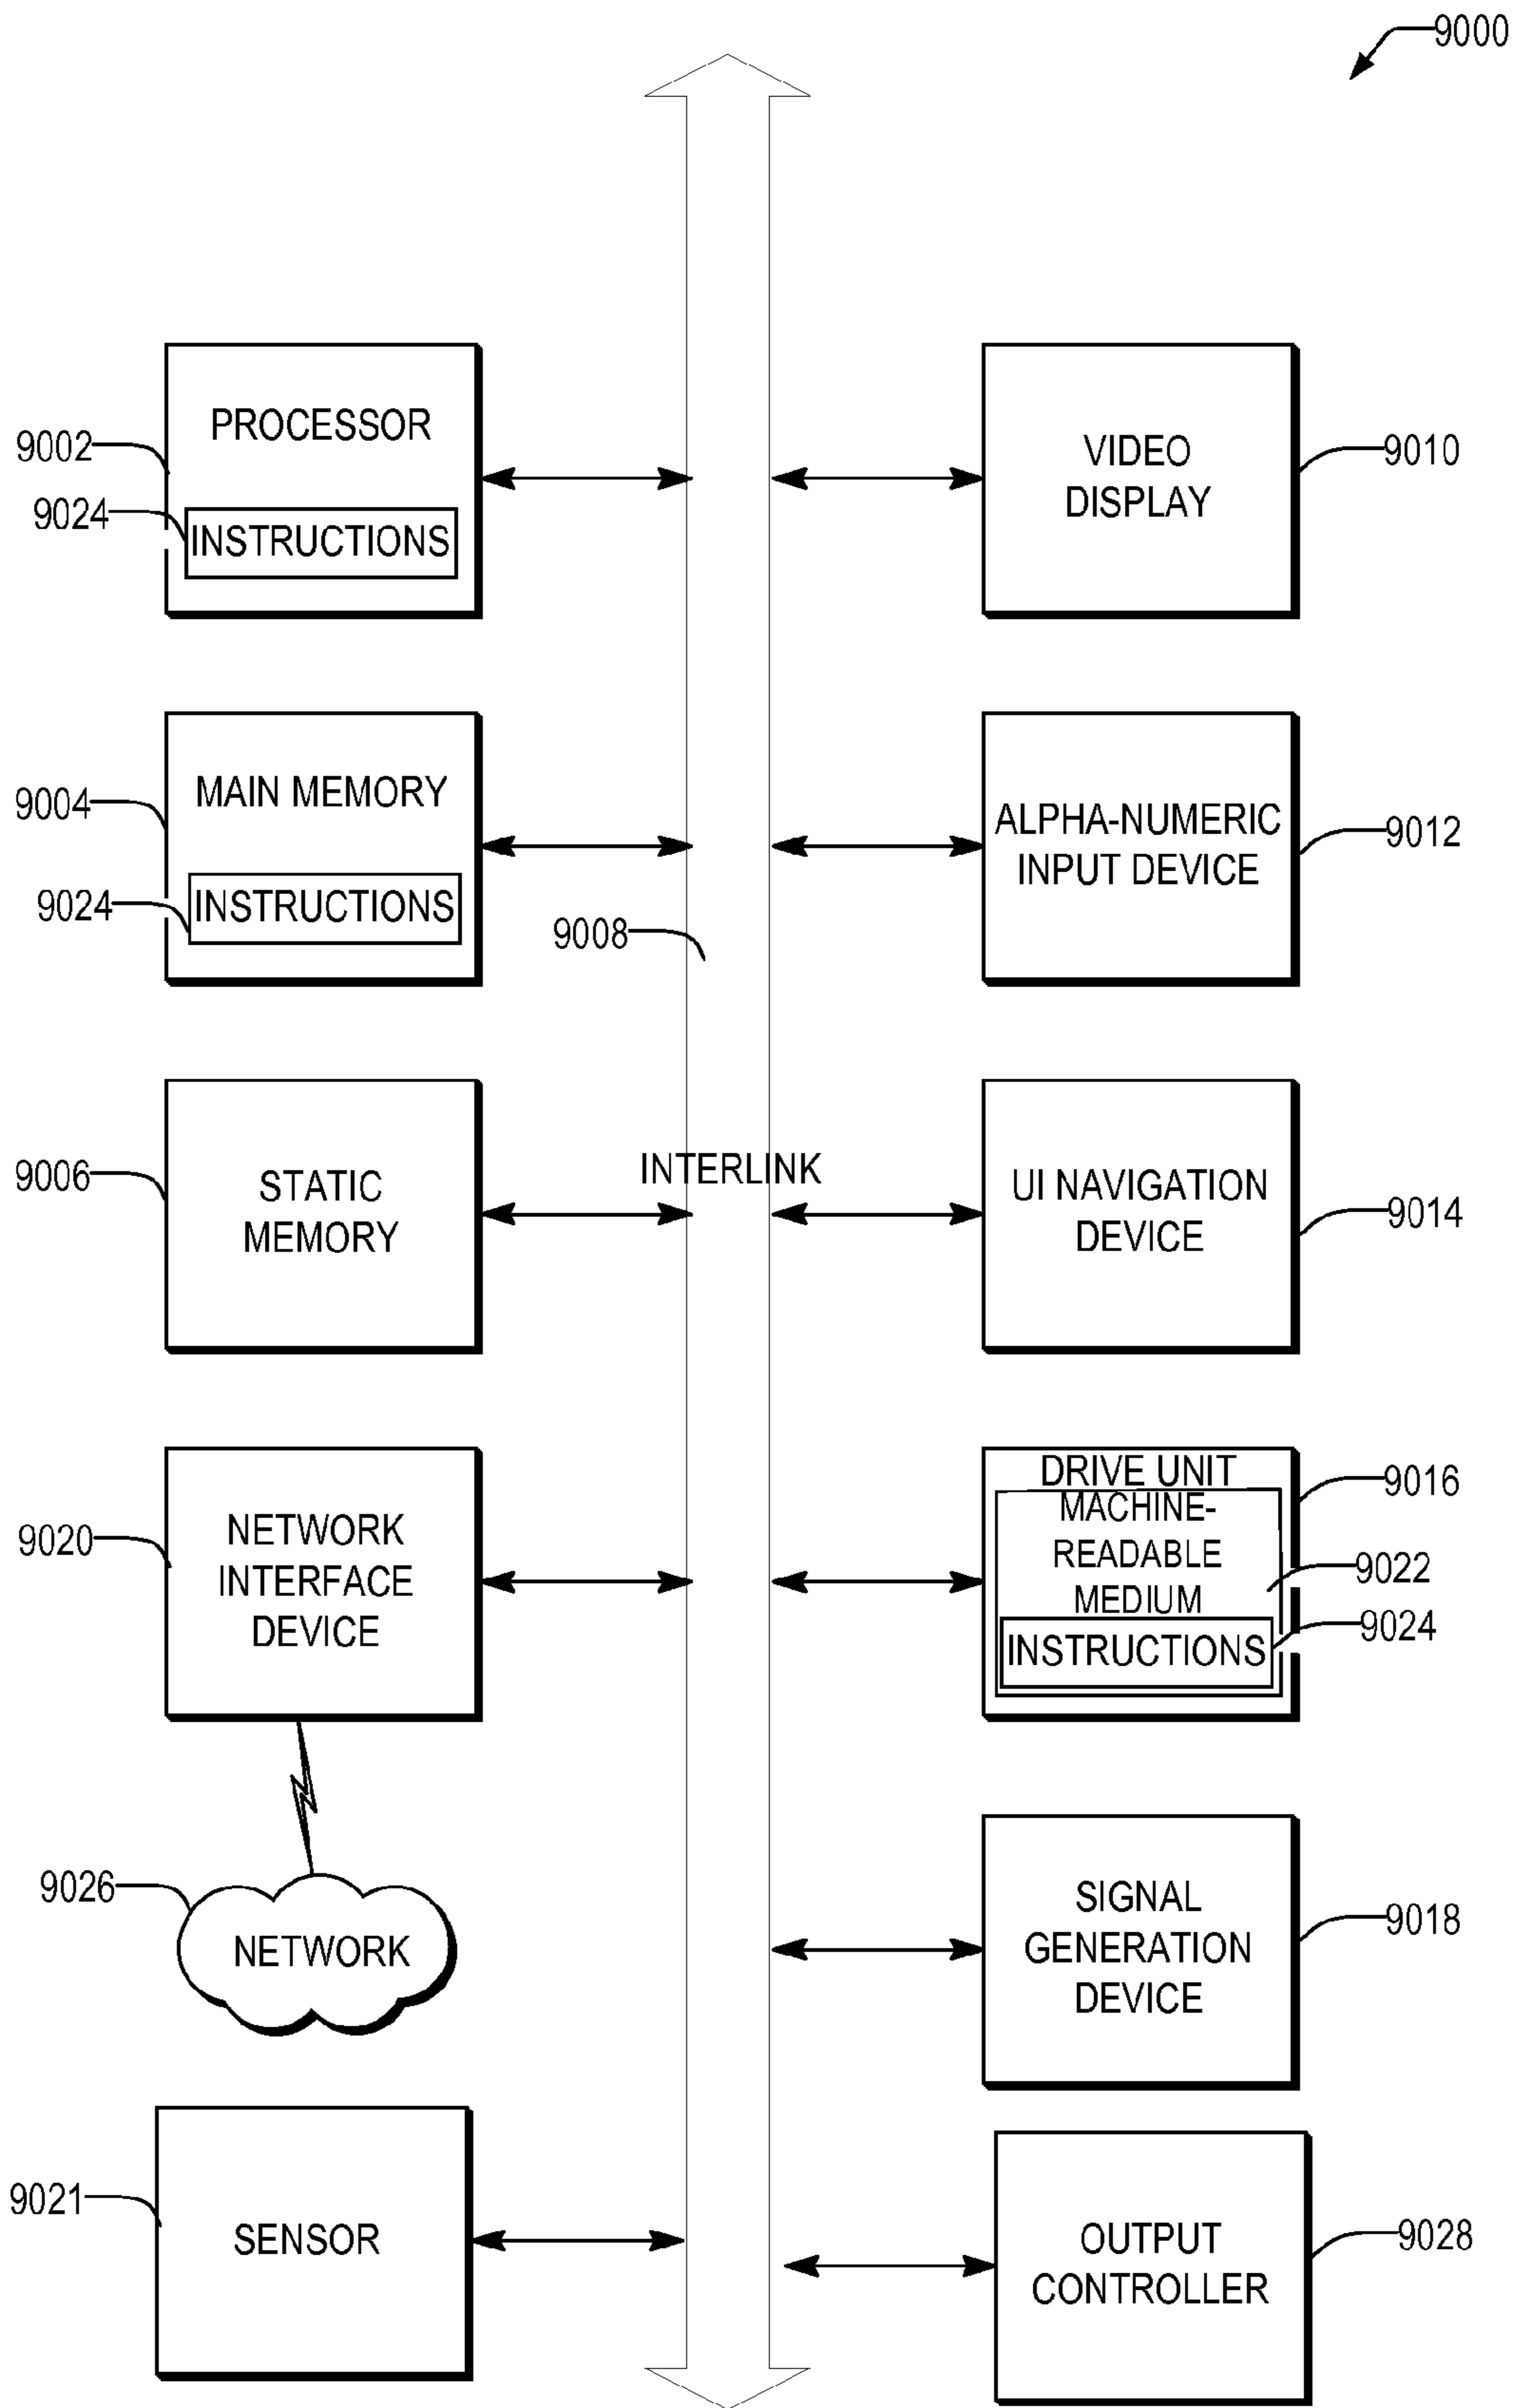 9000
PROCESSOR
9002
9024
INSTRUCTIONS
VIDEO
DISPLAY
9010
MAIN MEMORY
9004
9024
INSTRUCTIONS
9008
ALPHA-NUMERIC
INPUT DEVICE
9012
9006
STATIC
MEMORY
INTERLINK
UI NAVIGATION
DEVICE
9014
9020
NETWORK
INTERFACE
DEVICE
DRIVE UNIT
9016
MACHINE-
READABLE
MEDIUM
9022
INSTRUCTIONS
9024
9026
NETWORK
SIGNAL
GENERATION
DEVICE
9018
9021
SENSOR
OUTPUT
CONTROLLER
9028